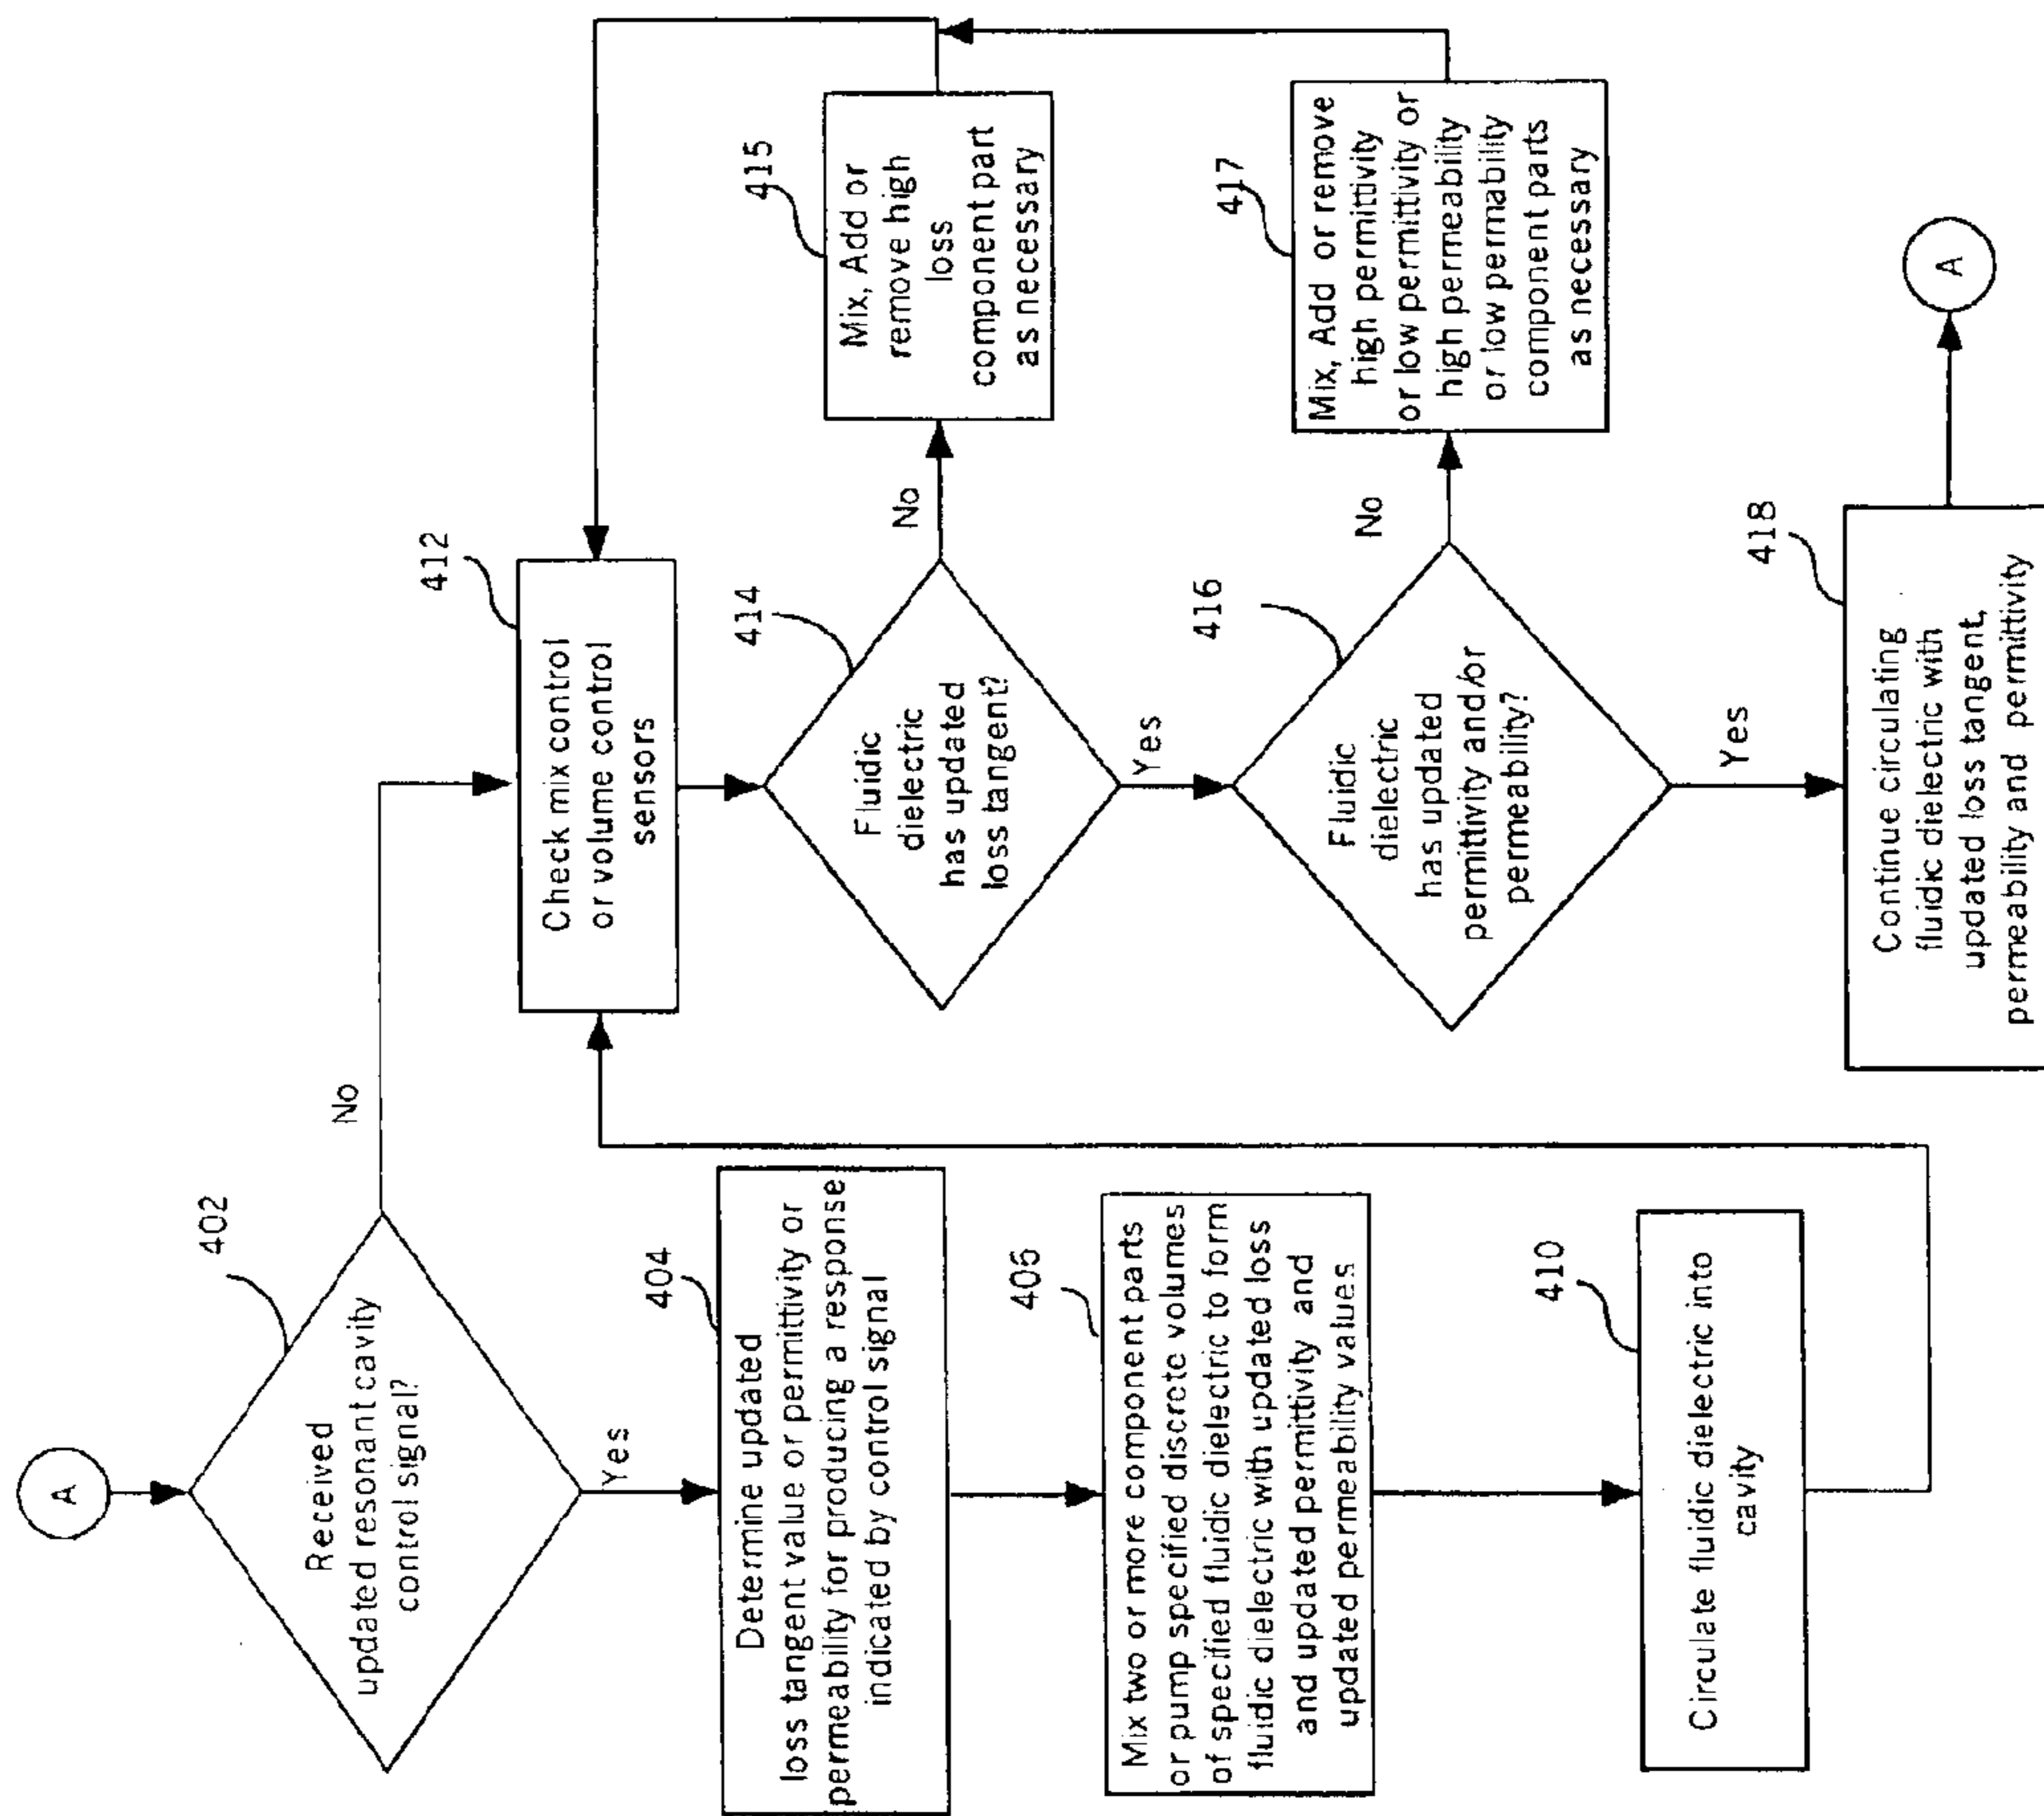 A
402
Received
updated resonant cavity
control signal?
No
Yes
404
Determine updated
loss tangent value or permittivity or
permeability for producing a response
indicated by control signal
406
Mix two or more component parts
or pump specified discrete volumes
of specified fluidic dielectric to form
fluidic dielectric with updated loss
and updated permittivity and
updated permeability values
410
Circulate fluidic dielectric into
cavity
412
Check mix control
or volume control
sensors
414
Fluidic
dielectric
has updated
loss tangent?
No
Yes
415
Mix, Add or
remove high
loss
component part
as necessary
416
Fluidic
dielectric
has updated
permittivity and/or
permeability?
No
Yes
417
Mix, Add or remove
high permittivity
or low permittivity or
high permeability
or low permability
component parts
as necessary
418
Continue circulating
fluidic dielectric with
updated loss tangent,
permeability and permittivity
A